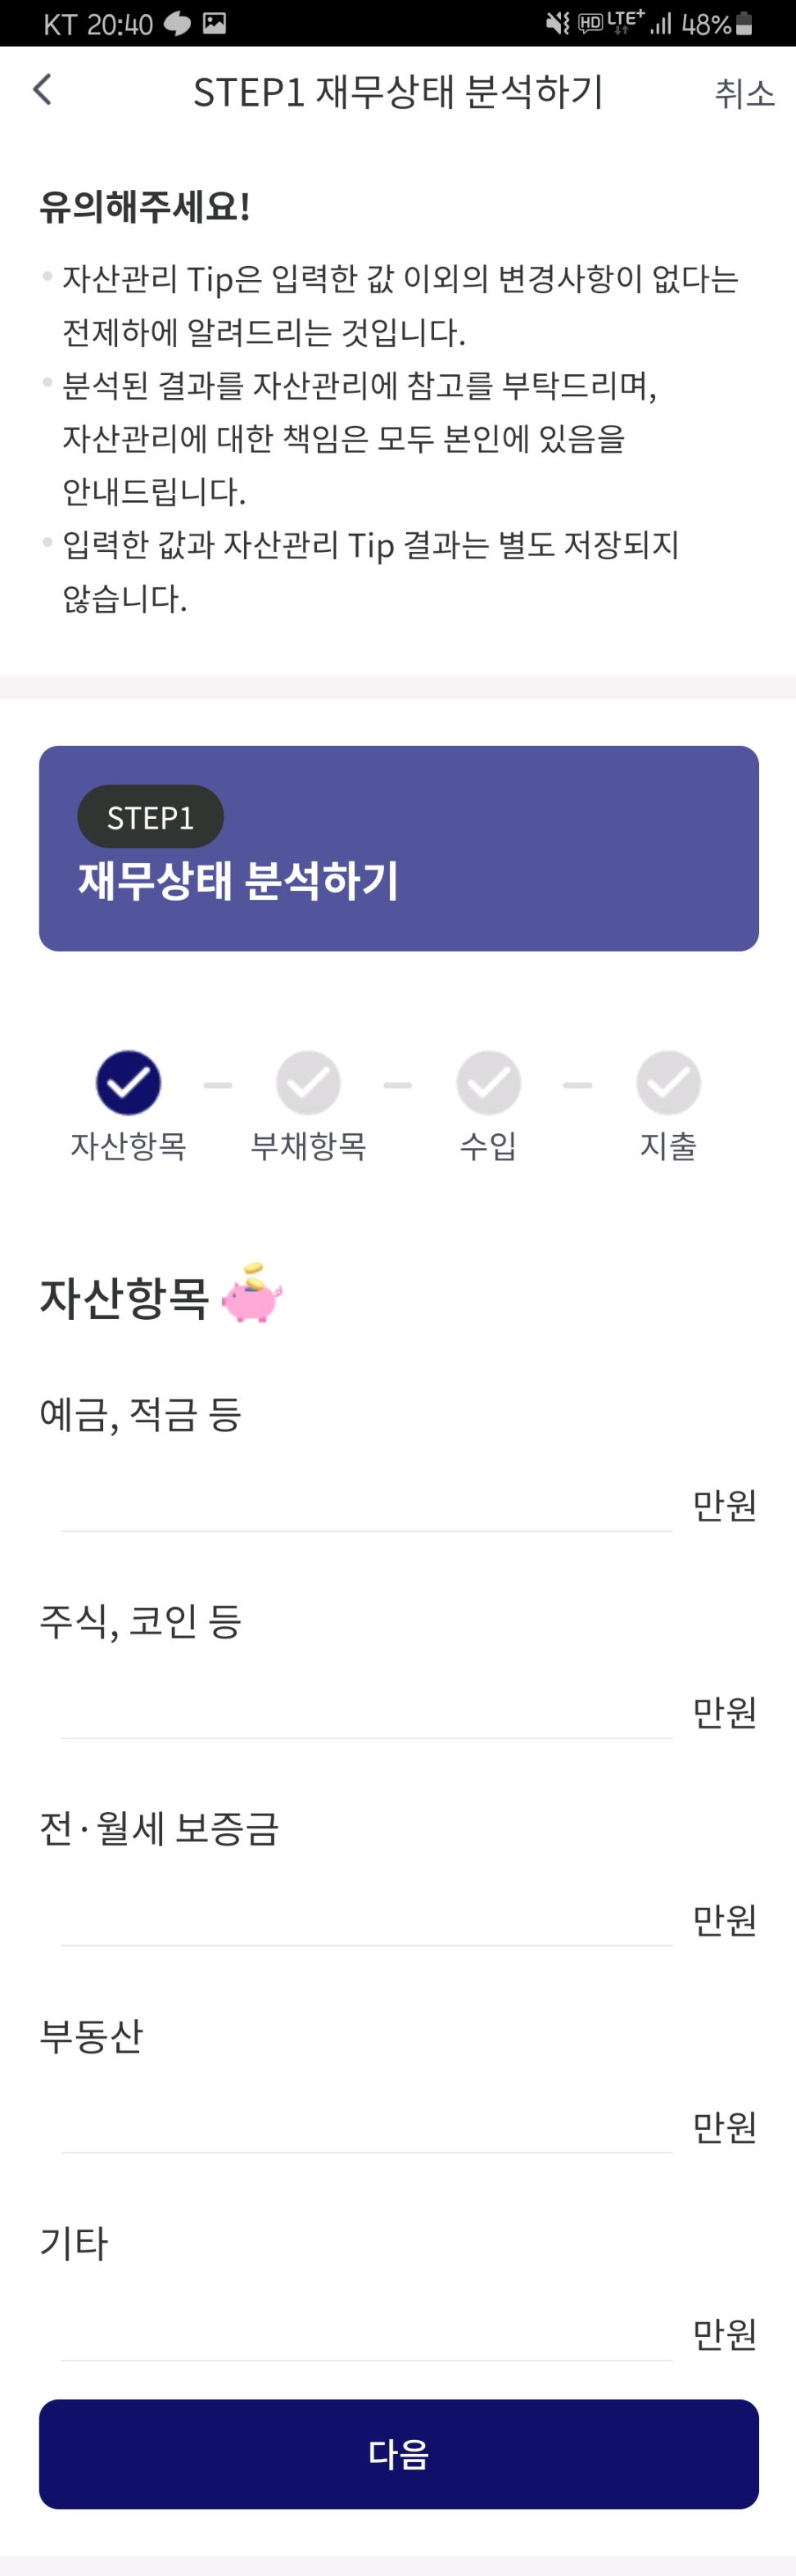 KT 20:40
HD LTE+ 48%
STEP1 재무상태 분석하기
취소
유의해주세요!
자산관리 Tip은 입력한 값 이외의 변경사항이 없다는
전제하에 알려드리는 것입니다.
분석된 결과를 자산관리에 참고를 부탁드리며,
자산관리에 대한 책임은 모두 본인에 있음을
안내드립니다.
입력한 값과 자산관리 Tip 결과는 별도 저장되지
않습니다.
STEP1
재무상태 분석하기
자산항목
부채항목
수입
지출
자산항목
예금, 적금 등
만원
주식, 코인 등
만원
전·월세 보증금
만원
부동산
만원
기타
만원
다음